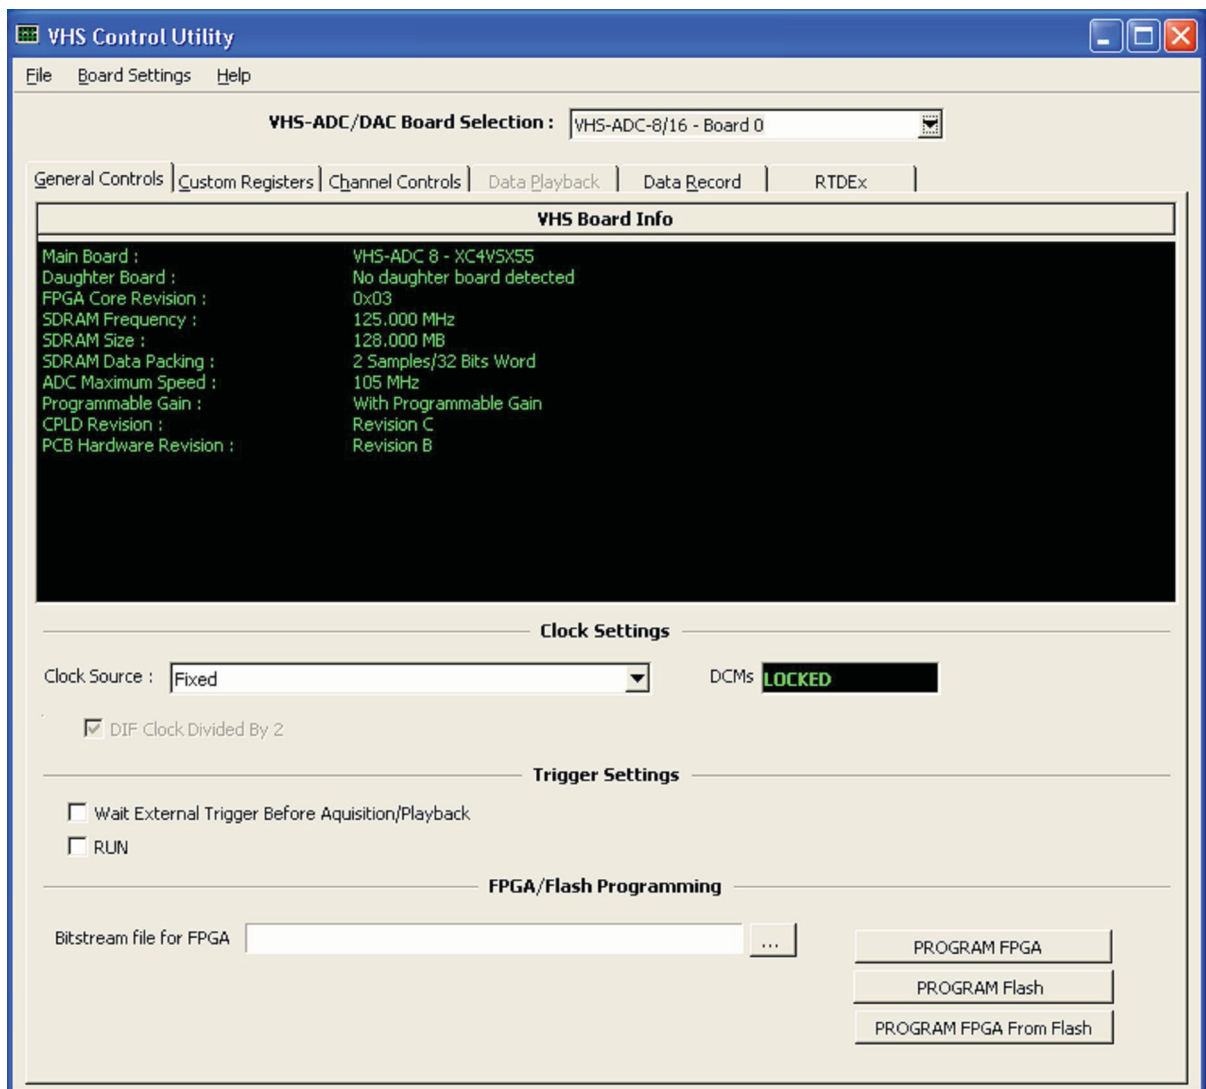 VHS Control Utility
File Board Settings Help
VHS-ADC/DAC Board Selection : VHS-ADC-8/16 - Board 0
General Controls Custom Registers Channel Controls Data Playback Data Record RTDEx
VHS Board Info
Main Board : VHS-ADC 8 - XC4VSX55
Daughter Board : No daughter board detected
FPGA Core Revision : 0x03
SDRAM Frequency : 125.000 MHz
SDRAM Size : 128.000 MB
SDRAM Data Packing : 2 Samples/32 Bits Word
ADC Maximum Speed : 105 MHz
Programmable Gain : With Programmable Gain
CPLD Revision : Revision C
PCB Hardware Revision : Revision B
Clock Settings
Clock Source : Fixed DCMs LOCKED
DIF Clock Divided By 2
Trigger Settings
Wait External Trigger Before Aquisition/Playback
RUN
FPGA/Flash Programming
Bitstream file for FPGA ... PROGRAM FPGA
PROGRAM Flash
PROGRAM FPGA From Flash